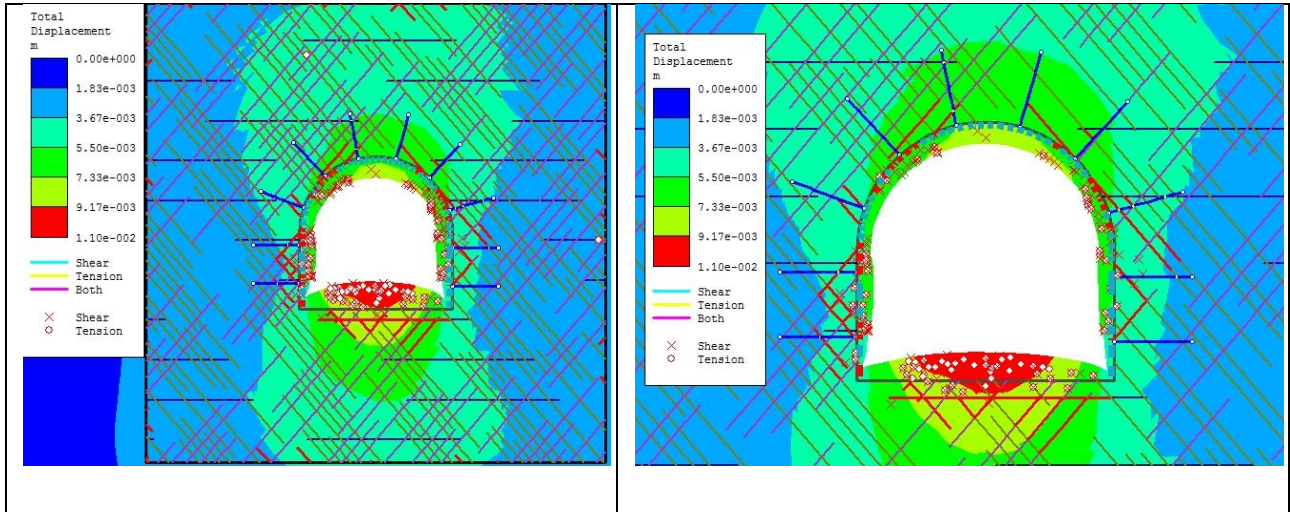 Total
Displacement
m
0.00e+000
1.83e-003
3.67e-003
5.50e-003
7.33e-003
9.17e-003
1.10e-002
Shear
Tension
Both
Shear
Tension
Total
Displacement
m
0.00e+000
1.83e-003
3.67e-003
5.50e-003
7.33e-003
9.17e-003
1.10e-002
Shear
Tension
Both
Shear
Tension